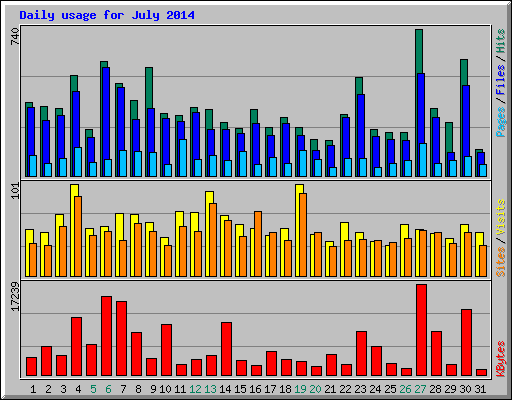 Daily usage for July 2014
740
Pages / Files / Hits
101
Sites / Visits
17239
KBytes
1 2 3 4 5 6 7 8 9 10 11 12 13 14 15 16 17 18 19 20 21 22 23 24 25 26 27 28 29 30 31